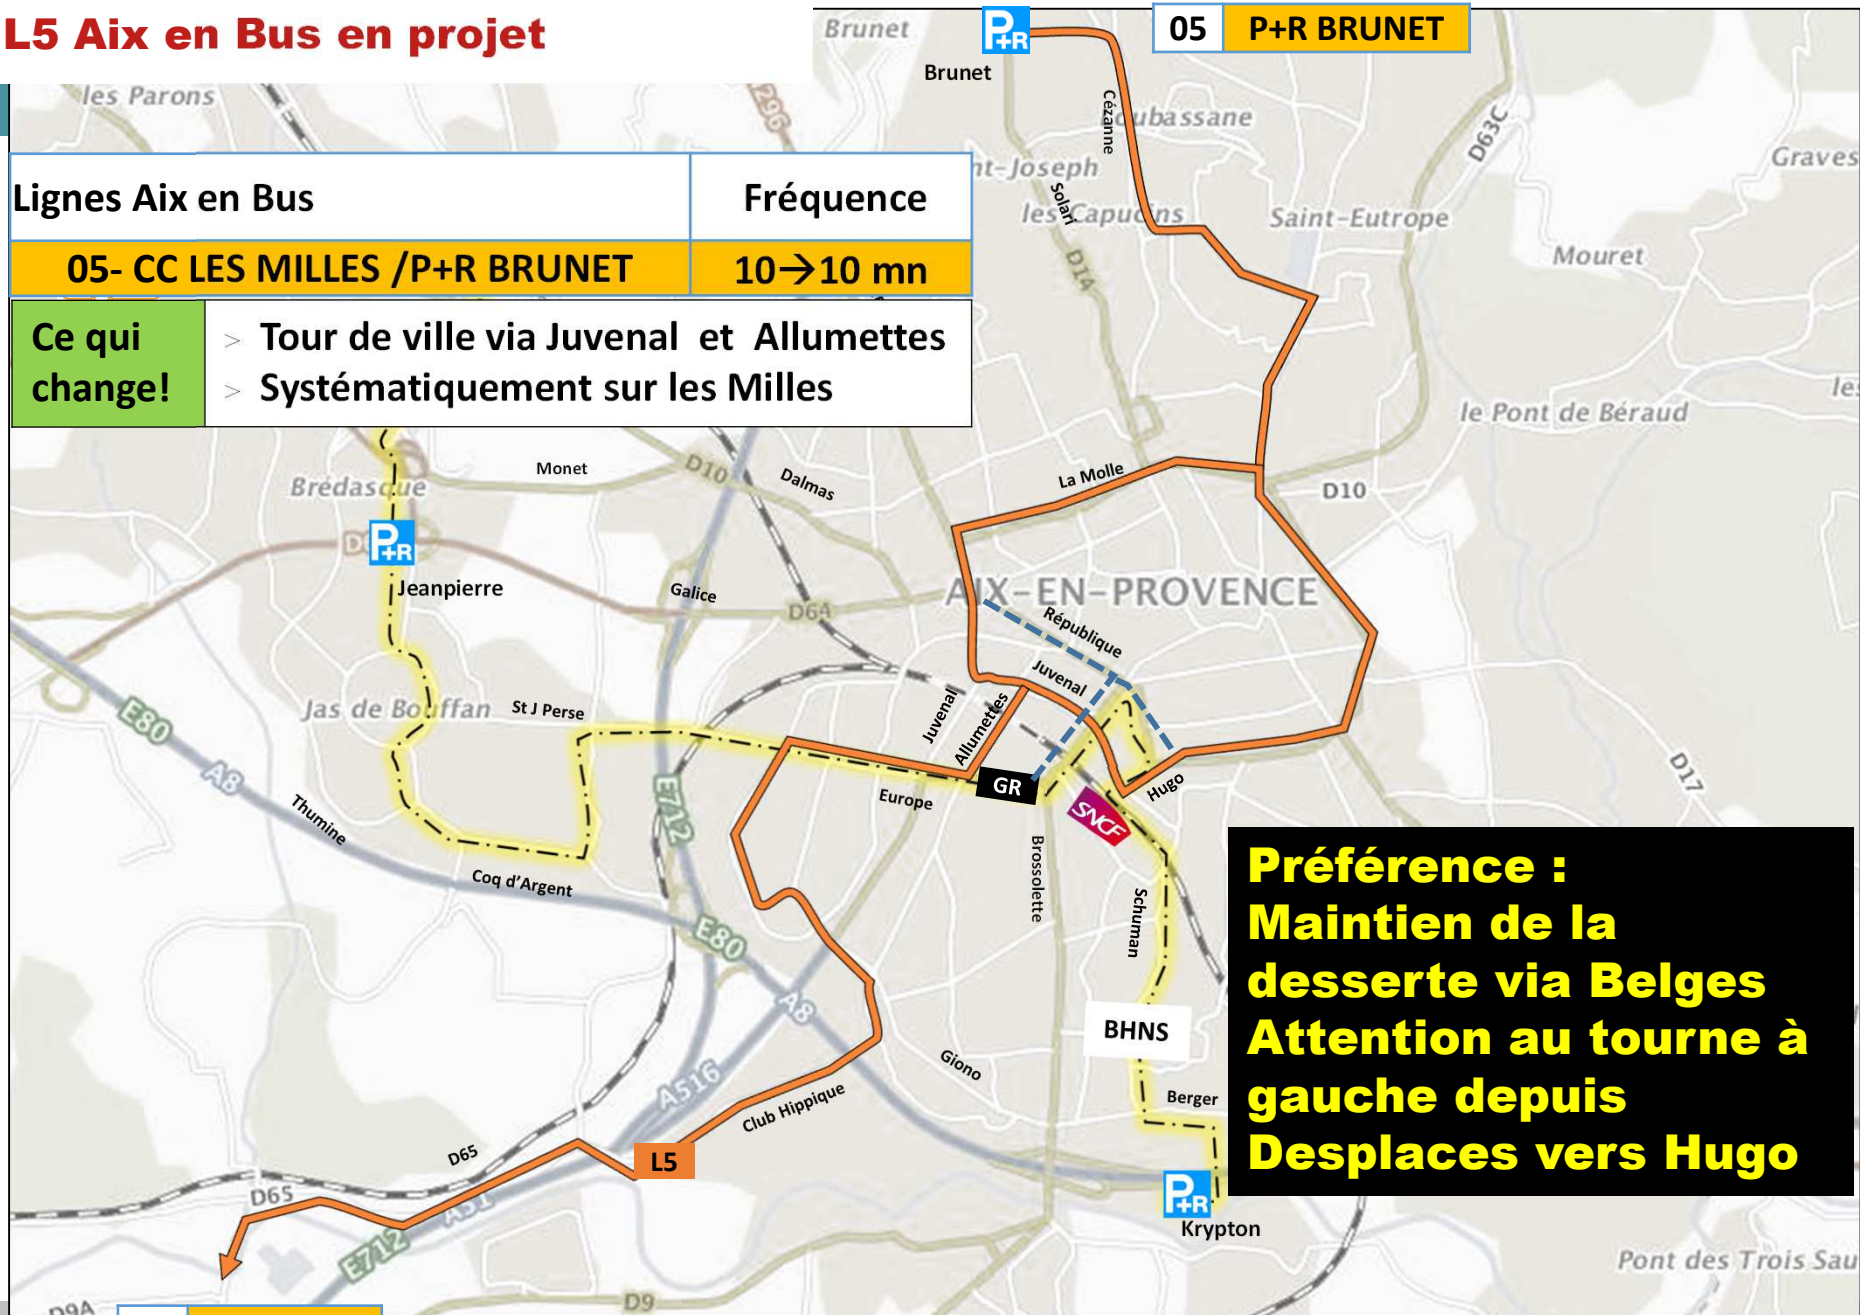 L5 Aix en Bus en projet
Brunet
P+R
Brunet
05 P+R BRUNET
les Parons
Cézanne
D63C
Graves
Lignes Aix en Bus Fréquence
05- CC LES MILLES /P+R BRUNET 10→10 mn
Ce qui change!
> Tour de ville via Juvenal et Allumettes
> Systématiquement sur les Milles
nt-Joseph
Solari
les Capucins
Saint-Eutrope
Mouret
D14
le Pont de Béraud
les
Monet
D10
Dalmas
La Molle
D10
Brédasque
P+R
Jeanpierre
Galice
D64
AIX-EN-PROVENCE
République
Juvenal
Juvenal
Allumettes
Jas de Bouffan
St J Perse
E80
A8
E712
Europe
GR
Hugo
SNCF
D17
Thumine
Coq d'Argent
Brossolette
Schuman
E80
A8
BHNS
Giono
Berger
A516
Club Hippique
L5
D65
D65
A51
E712
P+R
Krypton
Préférence :
Maintien de la
desserte via Belges
Attention au tourne à
gauche depuis
Desplaces vers Hugo
Pont des Trois Sau
D9A
D9